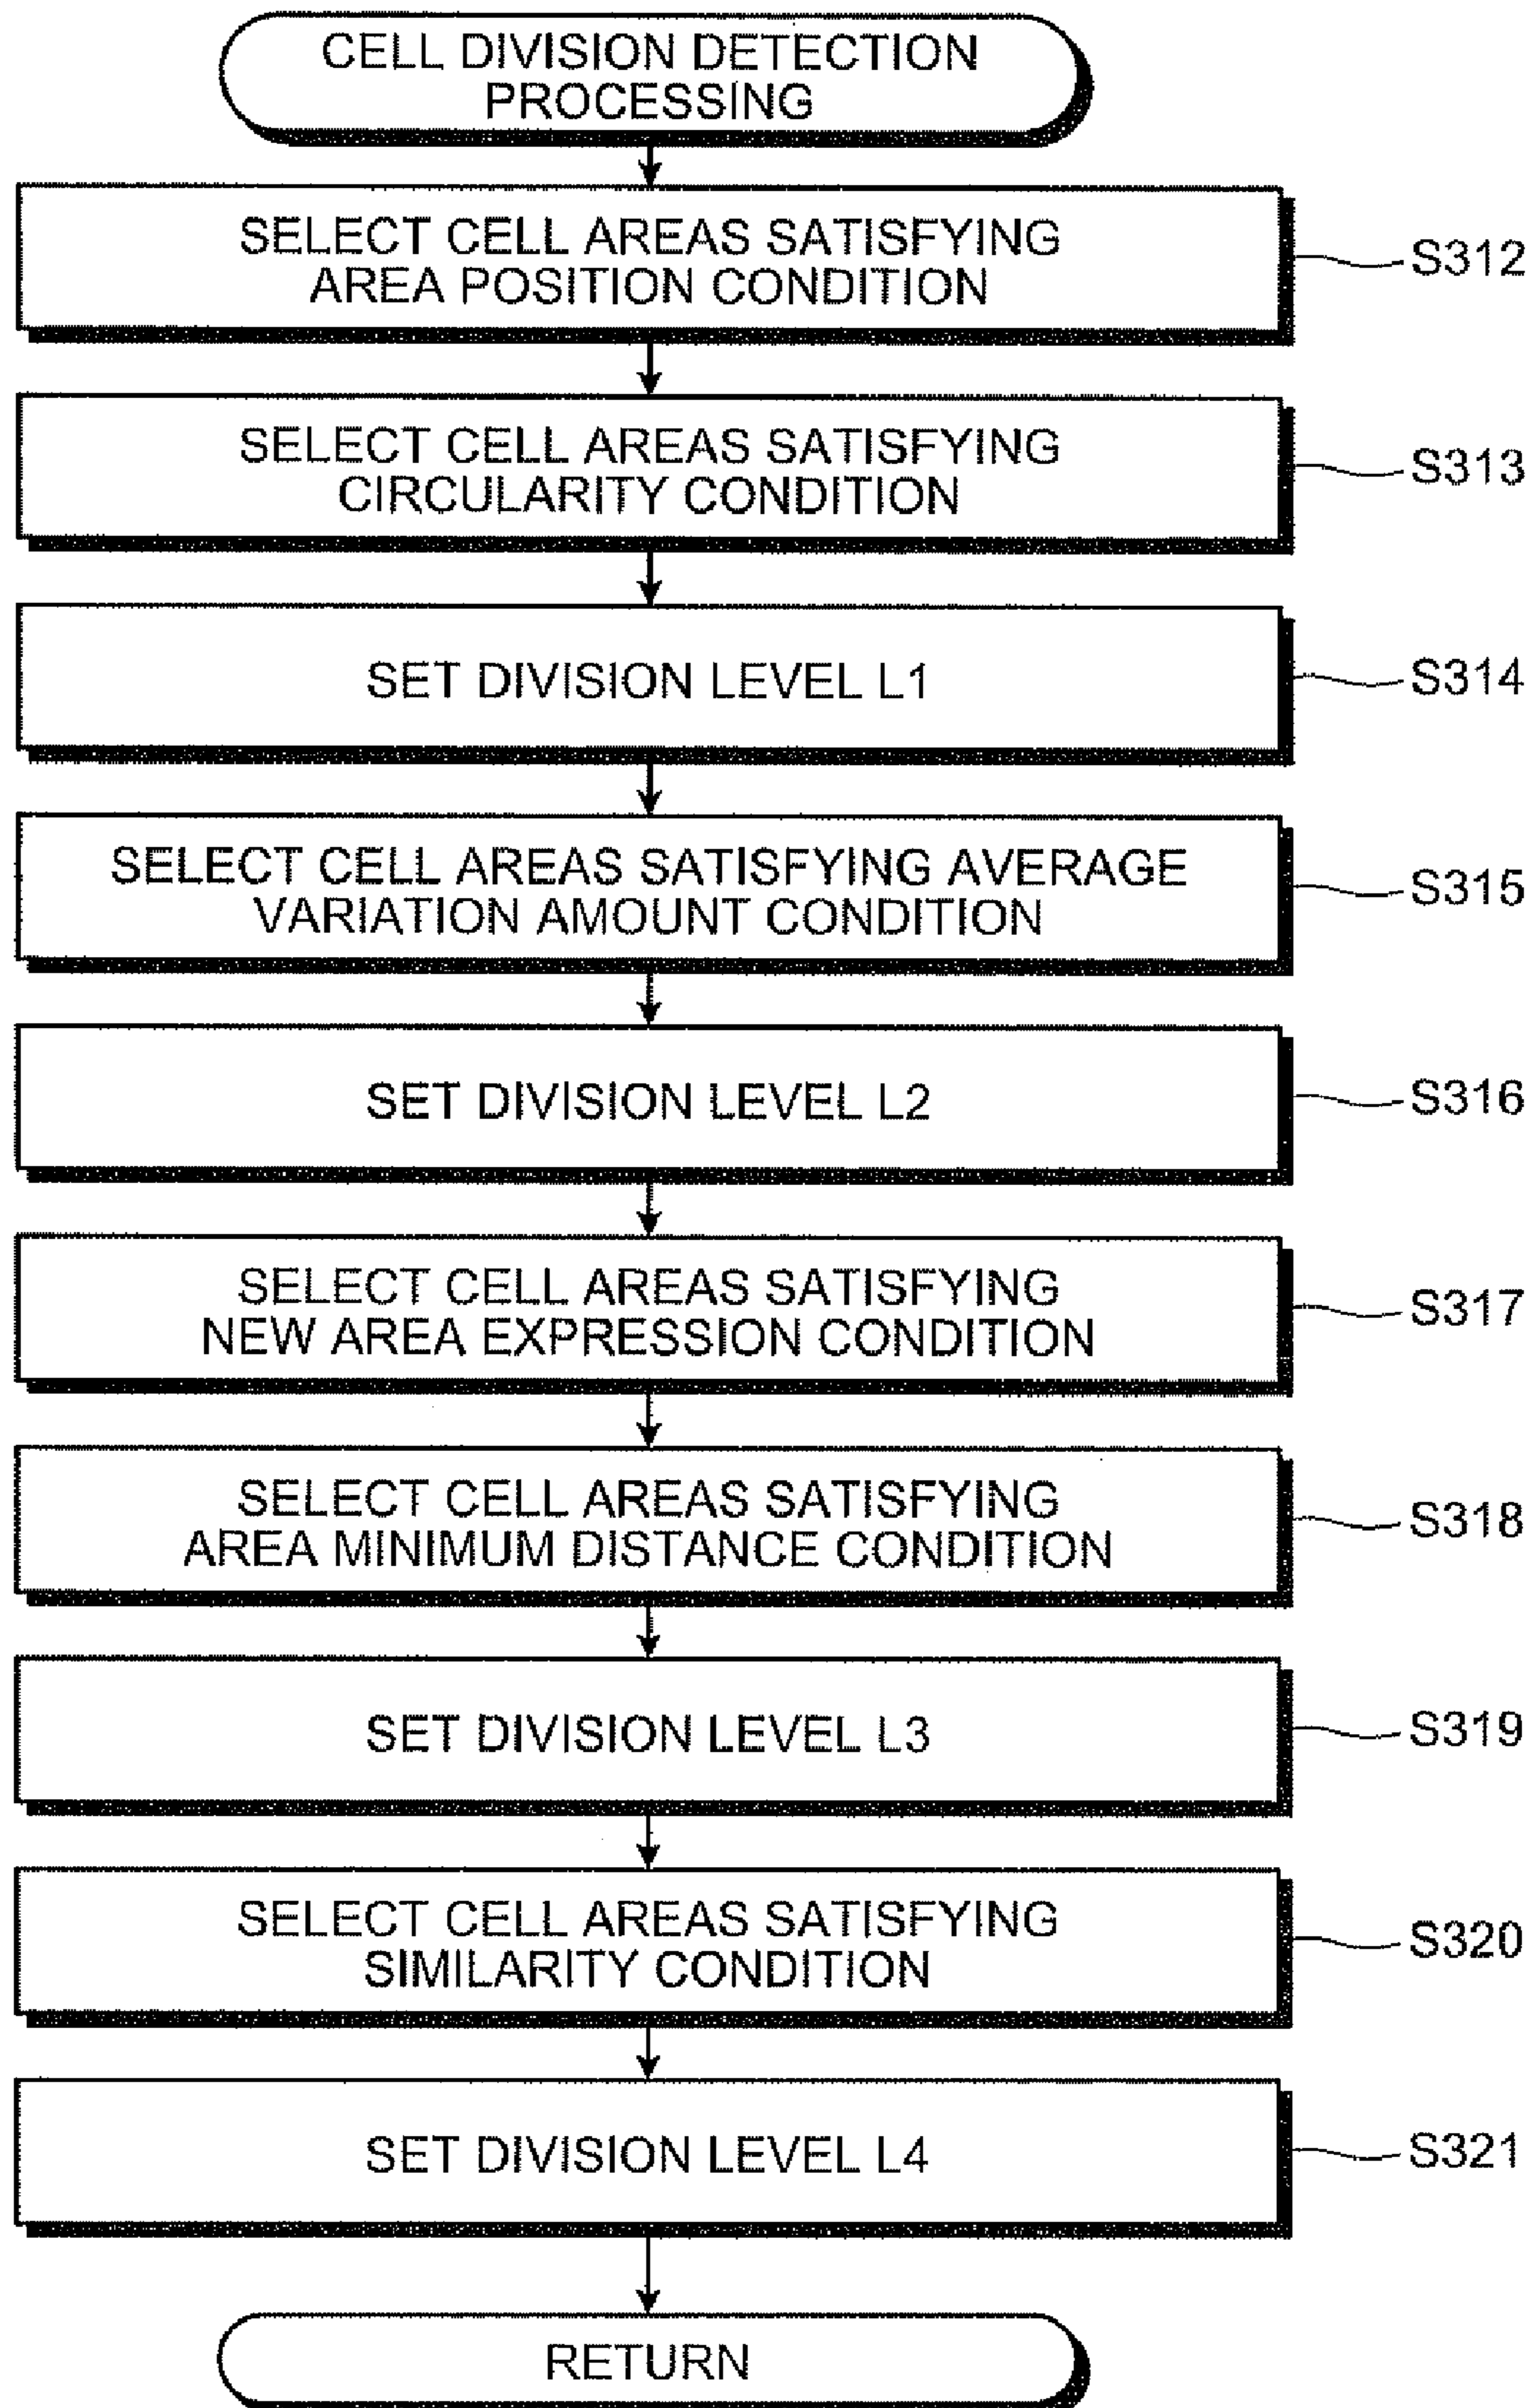 CELL DIVISION DETECTION
PROCESSING
SELECT CELL AREAS SATISFYING
AREA POSITION CONDITION
S312
SELECT CELL AREAS SATISFYING
CIRCULARITY CONDITION
S313
SET DIVISION LEVEL L1
S314
SELECT CELL AREAS SATISFYING AVERAGE
VARIATION AMOUNT CONDITION
S315
SET DIVISION LEVEL L2
S316
SELECT CELL AREAS SATISFYING
NEW AREA EXPRESSION CONDITION
S317
SELECT CELL AREAS SATISFYING
AREA MINIMUM DISTANCE CONDITION
S318
SET DIVISION LEVEL L3
S319
SELECT CELL AREAS SATISFYING
SIMILARITY CONDITION
S320
SET DIVISION LEVEL L4
S321
RETURN